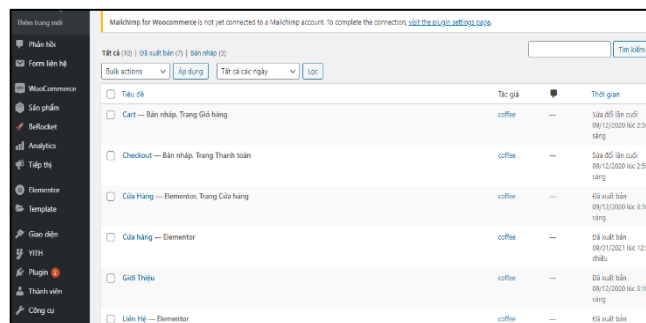 Thêm trang mới
Phản hồi
Form liên hệ
WooCommerce
Sản phẩm
BeRocket
Analytics
Tiếp thị
Elementor
Template
Giao diện
YITH
Plugin 2
Thành viên
Công cụ
Mailchimp for Woocommerce is not yet connected to a Mailchimp account. To complete the connection, visit the plugin settings page.
Tất cả (10) | Đã xuất bản (7) | Bản nháp (3)
Tìm kiếm
Bulk actions Áp dụng Tất cả các ngày Lọc
Tiêu đề Tác giả Thời gian
Cart — Bản nháp, Trang Giỏ hàng coffee — Sửa đổi lần cuối
09/12/2020 lúc
sáng
Checkout — Bản nháp, Trang Thanh toán coffee — Sửa đổi lần cuối
09/12/2020 lúc
sáng
Cửa Hàng — Elementor, Trang Cửa hàng coffee — Đã xuất bản
09/12/2020 lúc
sáng
Cửa hàng — Elementor coffee — Đã xuất bản
09/01/2021 lúc
chiều
Giới Thiệu coffee — Đã xuất bản
09/12/2020 lúc
sáng
Liên Hệ — Elementor coffee — Đã xuất bản